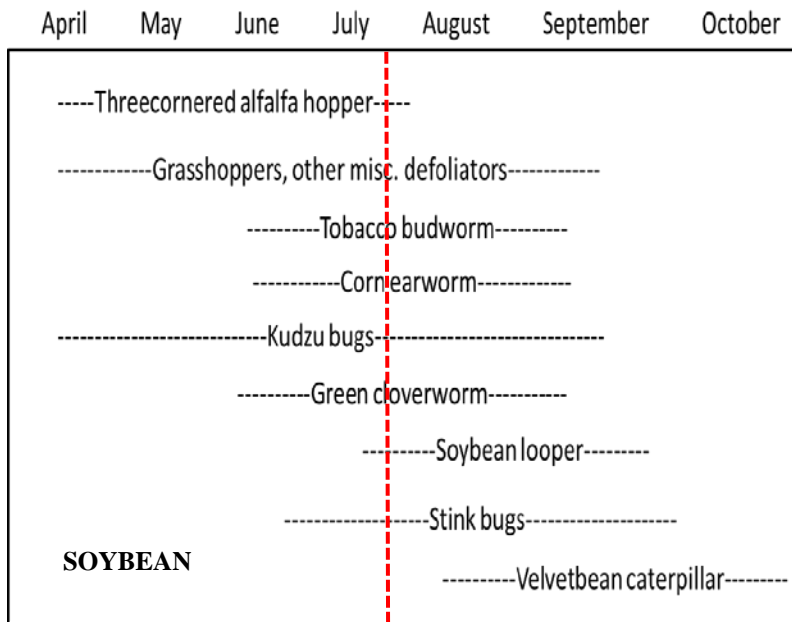 April May June July August September October
-----Threecornered alfalfa hopper-----
-------------Grasshoppers, other misc. defoliators-------------
----------Tobacco budworm----------
------------Corn earworm-------------
-----------------------------Kudzu bugs--------------------------------
----------Green cloverworm-----------
----------Soybean looper---------
--------------------Stink bugs---------------------
----------Velvetbean caterpillar---------
SOYBEAN